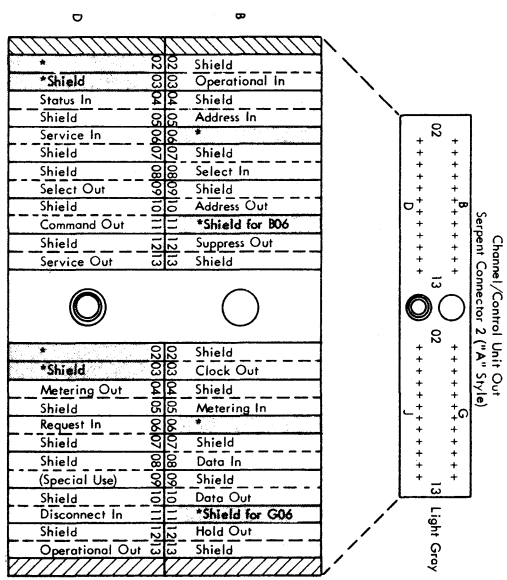 D B
* 02 02 Shield
*Shield 03 03 Operational In
Status In 04 04 Shield
Shield 05 05 Address In
Service In 06 06 *
Shield 07 07 Shield
Shield 08 08 Select In
Select Out 09 09 Shield
Shield 10 10 Address Out
Command Out 11 11 *Shield for B06
Shield 12 12 Suppress Out
Service Out 13 13 Shield
* 02 02 Shield
*Shield 03 03 Clock Out
Metering Out 04 04 Shield
Shield 05 05 Metering In
Request In 06 06 *
Shield 07 07 Shield
Shield 08 08 Data In
(Special Use) 09 09 Shield
Shield 10 10 Data Out
Disconnect In 11 11 *Shield for G06
Shield 12 12 Hold Out
Operational Out 13 13 Shield
Channel/Control Unit Out
Serpent Connector 2 ("A" Style)
02
B
D
13
02
G
J
13
Light Gray